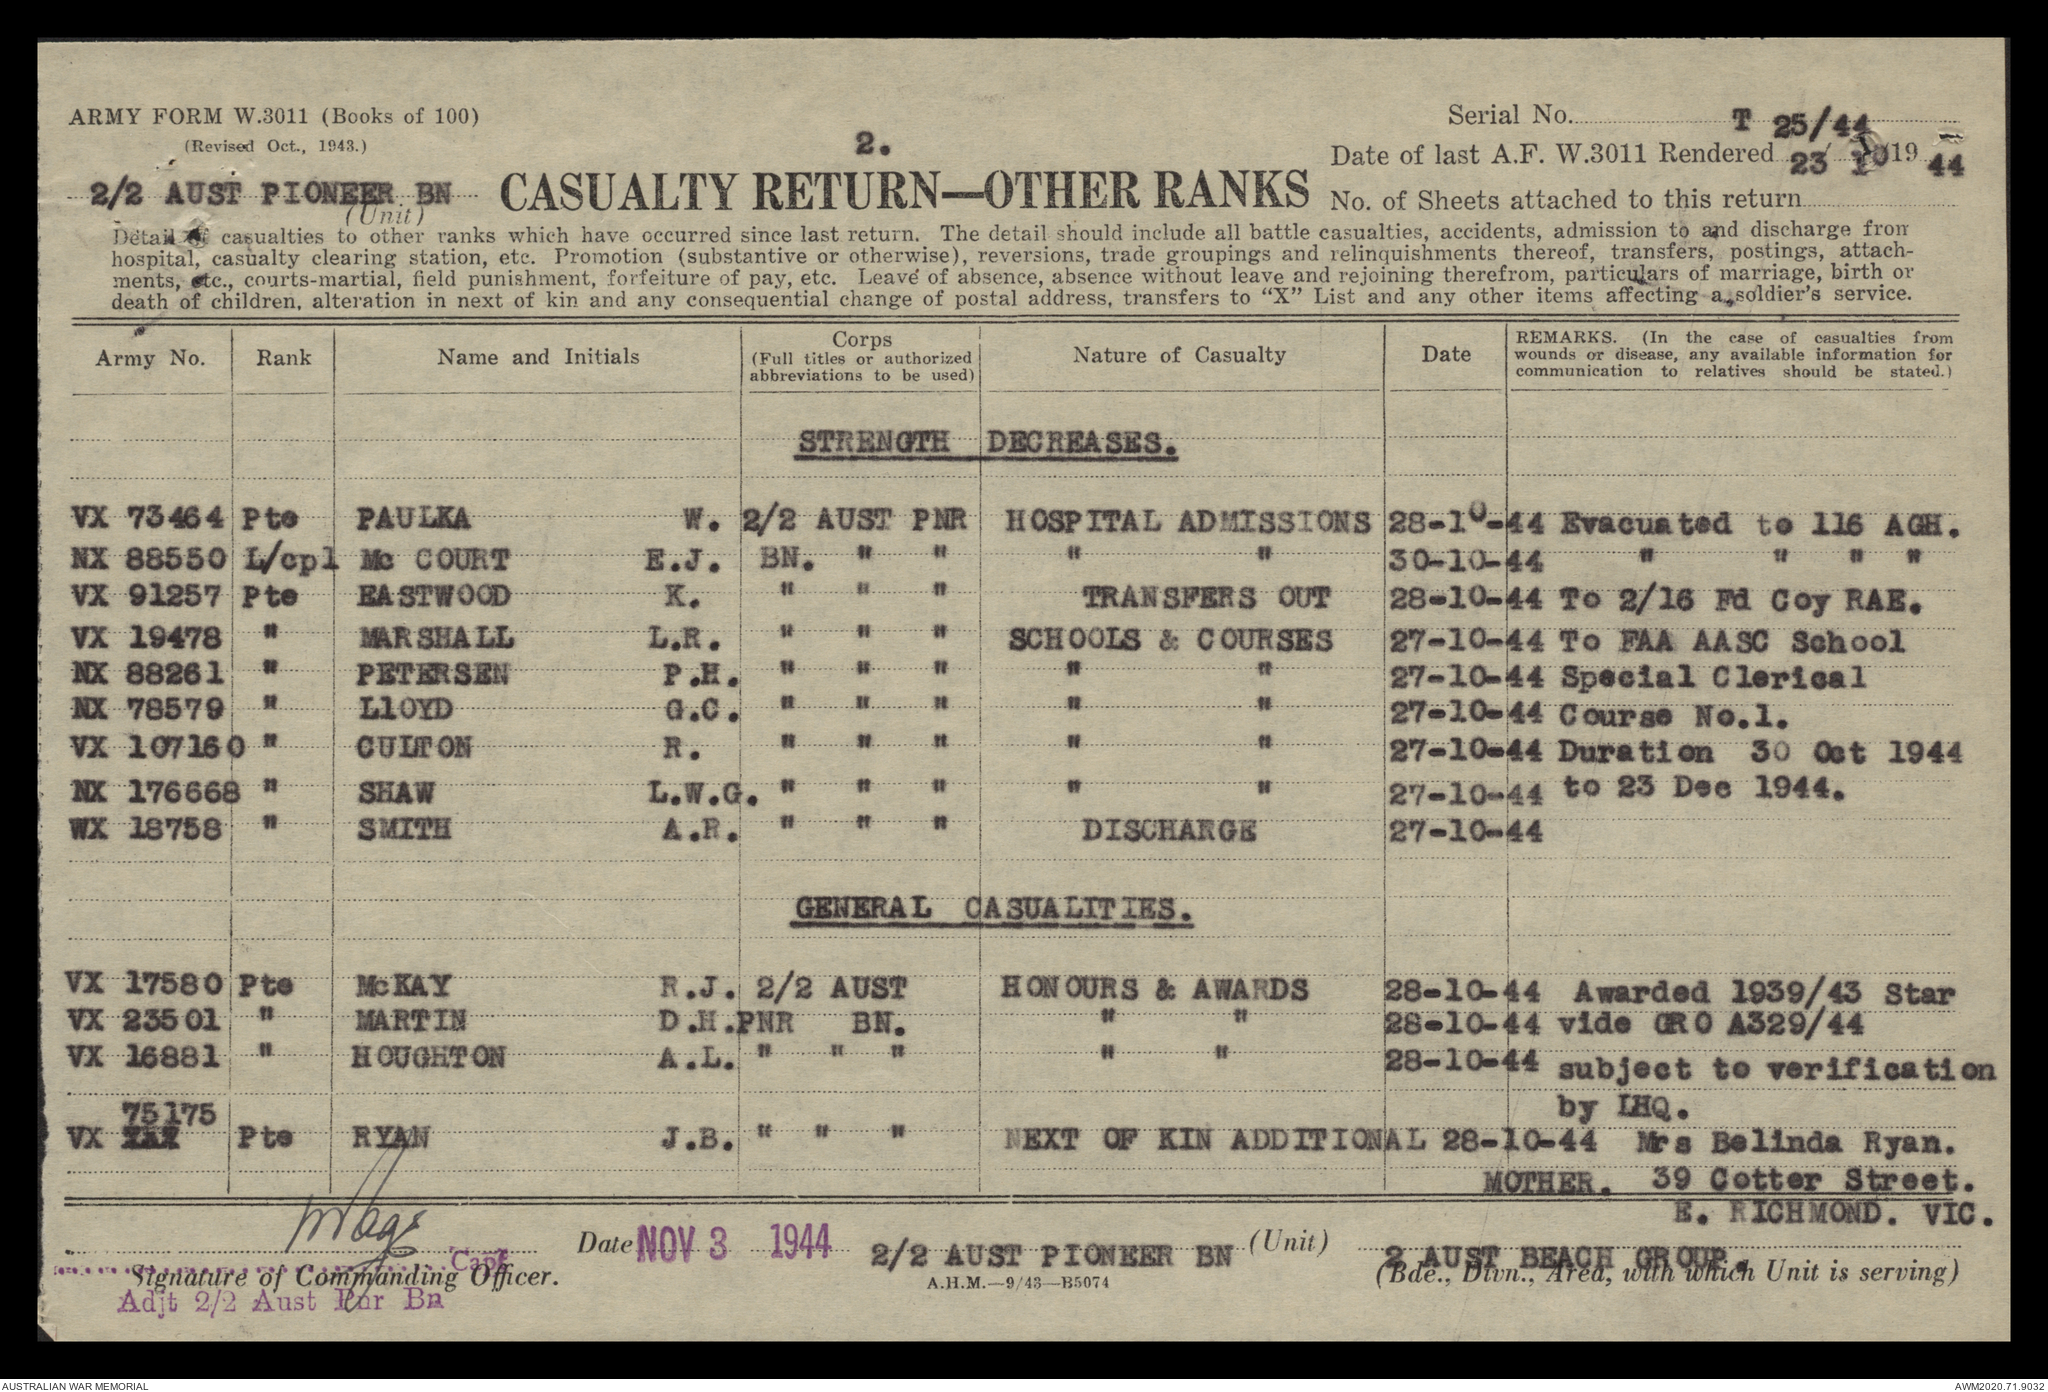 ARMY FORM W.3011 (Books of 100)
(Revised Oct., 1943.)
2.
Serial No. T 25/44
Date of last A.F. W.3011 Rendered 23 / 10 /19 44
No. of Sheets attached to this return
2/2 AUST PIONEER BN
(Unit)
CASUALTY RETURN—OTHER RANKS
Detail of casualties to other ranks which have occurred since last return. The detail should include all battle casualties, accidents, admission to and discharge from
hospital, casualty clearing station, etc. Promotion (substantive or otherwise), reversions, trade groupings and relinquishments thereof, transfers, postings, attach-
ments, etc., courts-martial, field punishment, forfeiture of pay, etc. Leave of absence, absence without leave and rejoining therefrom, particulars of marriage, birth or
death of children, alteration in next of kin and any consequential change of postal address, transfers to “X” List and any other items affecting a soldier's service.
Army No. Rank Name and Initials Corps (Full titles or authorized abbreviations to be used) Nature of Casualty Date REMARKS. (In the case of casualties from wounds or disease, any available information for communication to relatives should be stated.)
STRENGTH DECREASES.
VX 73464 Pte PAULKA W. 2/2 AUST PNR HOSPITAL ADMISSIONS 28-10-44 Evacuated to 116 AGH.
NX 88550 L/cpl Mc COURT E.J. BN. " " " " 30-10-44 " " " "
VX 91257 Pte EASTWOOD K. " " " TRANSFERS OUT 28-10-44 To 2/16 Fd Coy RAE.
VX 19478 " MARSHALL L.R. " " " SCHOOLS & COURSES 27-10-44 To FAA AASC School
NX 88261 " PETERSEN P.H. " " " " " 27-10-44 Special Clerical
NX 78579 " LlOYD G.C. " " " " " 27-10-44 Course No.1.
VX 107160 " CULTON R. " " " " " 27-10-44 Duration 30 Oct 1944
NX 176668 " SHAW L.W.G. " " " " " 27-10-44 to 23 Dec 1944.
WX 18758 " SMITH A.R. " " " DISCHARGE 27-10-44
GENERAL CASUALITIES.
VX 17580 Pte McKAY R.J. 2/2 AUST HONOURS & AWARDS 28-10-44 Awarded 1939/43 Star
VX 23501 " MARTIN D.H. PNR BN. " " 28-10-44 vide GRO A329/44
VX 16881 " HOUGHTON A.L. " " " " " 28-10-44 subject to verification
by LHQ.
75175
VX Pte RYAN J.B. " " " NEXT OF KIN ADDITIONAL 28-10-44 Mrs Belinda Ryan.
MOTHER. 39 Cotter Street.
E. RICHMOND. VIC.
Capt
Signature of Commanding Officer.
Adjt 2/2 Aust Pnr Bn
Date NOV 3 1944
2/2 AUST PIONEER BN (Unit)
2 AUST BEACH GROUP.
(Bde., Divn., Area, with which Unit is serving)
A.H.M.—9/43—B5074
AUSTRALIAN WAR MEMORIAL
AWM2020.71.9032